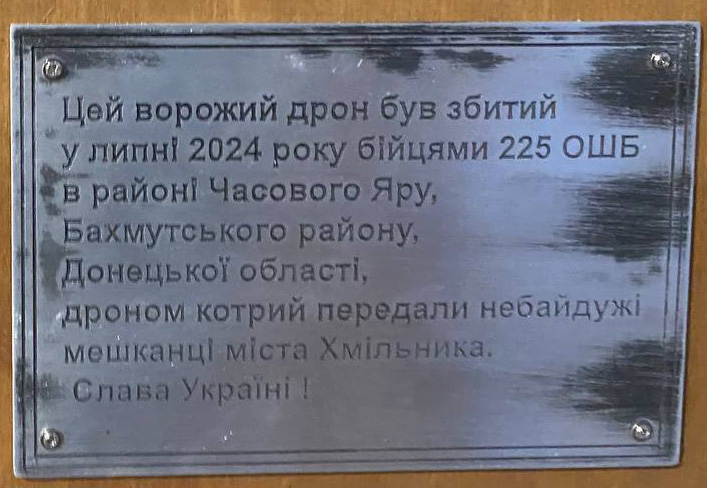 Цей ворожий дрон був збитий
у липні 2024 року бійцями 225 ОШБ
в районі Часового Яру,
Бахмутського району,
Донецької області,
дроном котрий передали небайдужі
мешканці міста Хмільника.
Слава Україні !